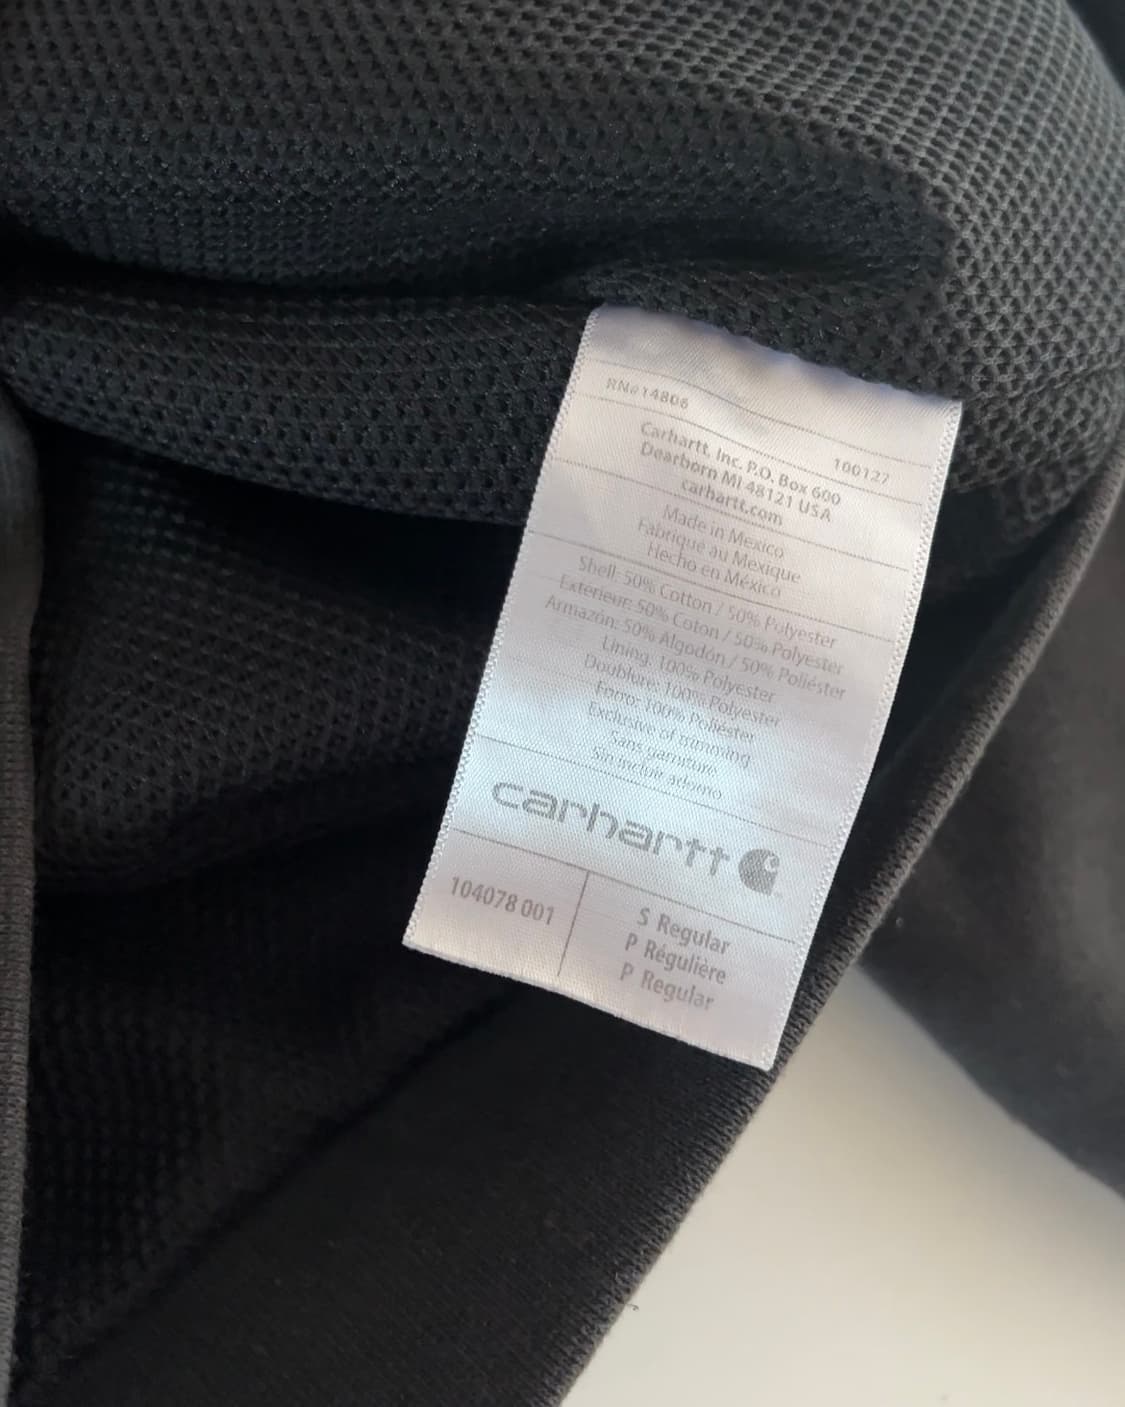 RN# 14806
100127
Carhartt, Inc. P.O. Box 600
Dearborn MI 48121 USA
carhartt.com
Made in Mexico
Fabriqué au Mexique
Hecho en México
Shell: 50% Cotton / 50% Polyester
Extérieur: 50% Coton / 50% Polyester
Armazón: 50% Algodón / 50% Poliéster
Lining: 100% Polyester
Doublure: 100% Polyester
Forro: 100% Poliéster
Exclusive of trimming
Sans garniture
Sin incluir adorno
carhartt
104078 001
S Regular
P Régulière
P Regular